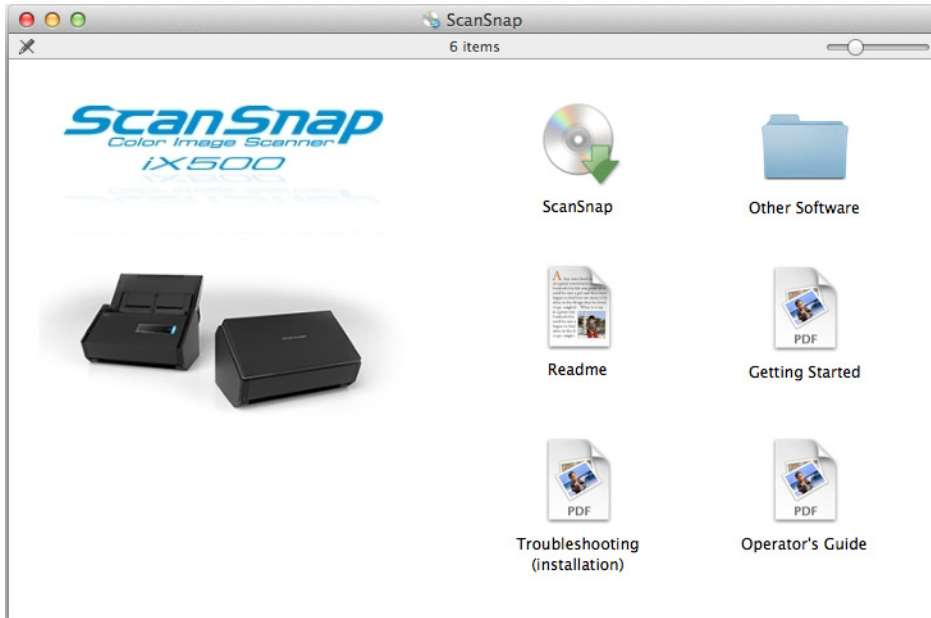 ScanSnap
6 items
ScanSnap
Color Image Scanner
iX500
ScanSnap
Other Software
Readme
PDF
Getting Started
PDF
Troubleshooting
(installation)
PDF
Operator's Guide